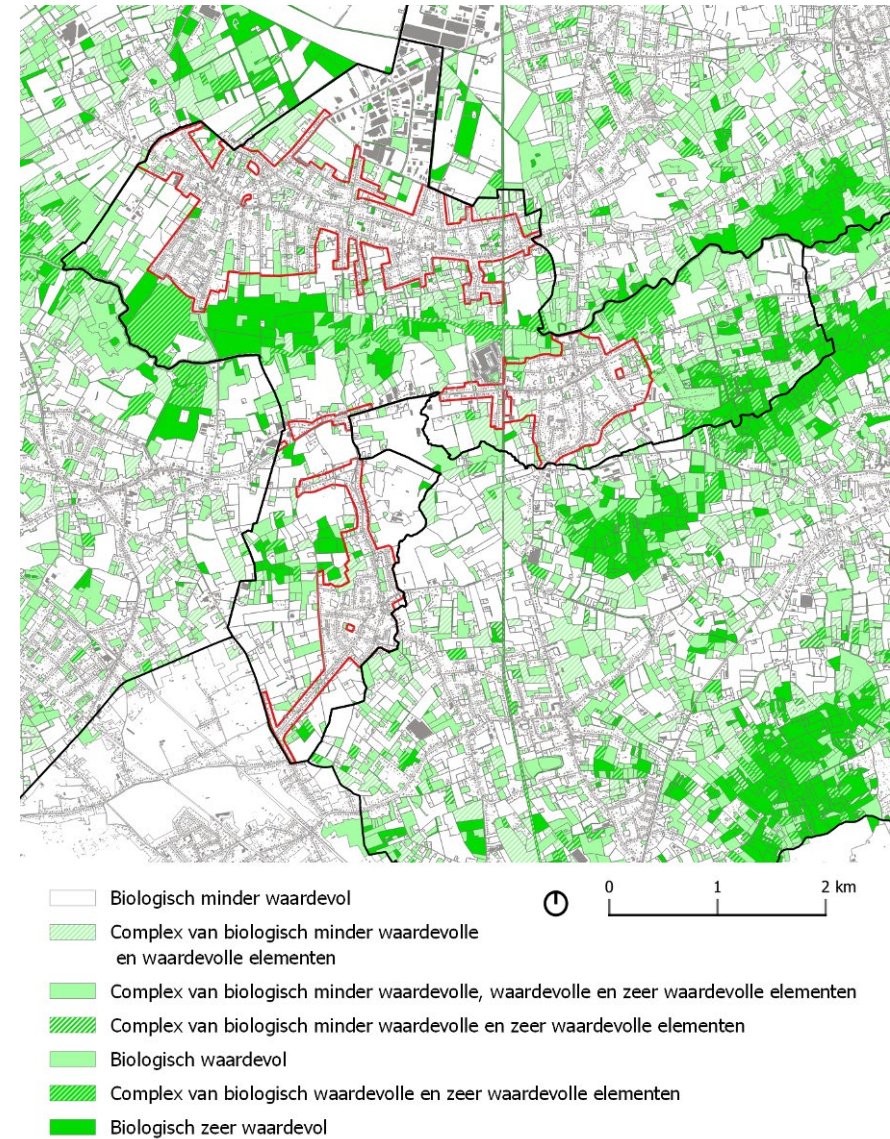 Biologisch minder waardevol
0 1 2 km
Complex van biologisch minder waardevolle
en waardevolle elementen
Complex van biologisch minder waardevolle, waardevolle en zeer waardevolle elementen
Complex van biologisch minder waardevolle en zeer waardevolle elementen
Biologisch waardevol
Complex van biologisch waardevolle en zeer waardevolle elementen
Biologisch zeer waardevol